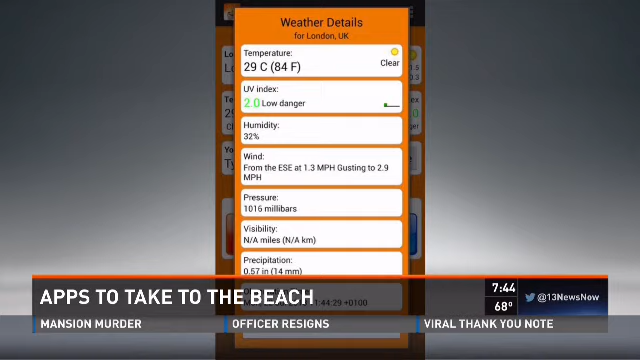 Weather Details
for London, UK
Temperature:
29 C (84 F)
Clear
UV index:
2.0 Low danger
Humidity:
32%
Wind:
From the ESE at 1.3 MPH Gusting to 2.9
MPH
Pressure:
1016 millibars
Visibility:
N/A miles (N/A km)
Precipitation:
0.57 in (14 mm)
1:44:29 +0100
APPS TO TAKE TO THE BEACH
7:44
68°
@13NewsNow
MANSION MURDER
OFFICER RESIGNS
VIRAL THANK YOU NOTE